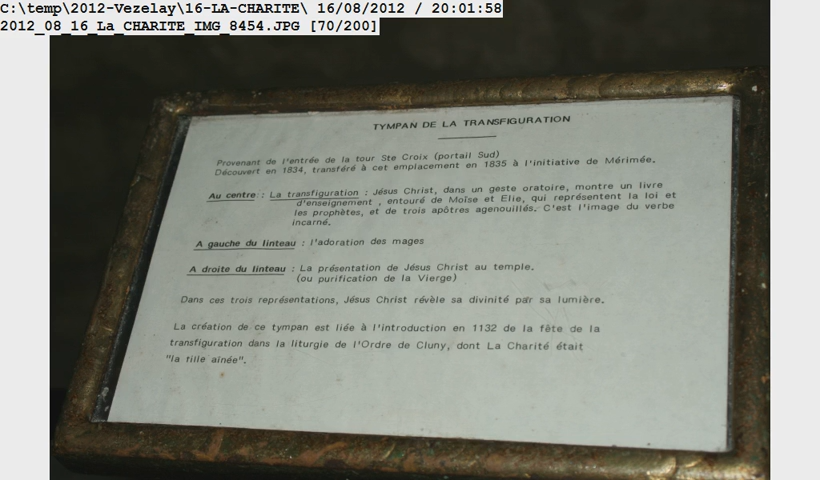 C:\temp\2012-Vezelay\16-LA-CHARITE\ 16/08/2012 / 20:01:58
2012_08_16_La_CHARITE_IMG_8454.JPG [70/200]
TYMPAN DE LA TRANSFIGURATION
Provenant de l'entrée de la tour Ste Croix (portail Sud)
Découvert en 1834, transféré à cet emplacement en 1835 à l'initiative de Mérimée.
Au centre : La transfiguration : Jésus Christ, dans un geste oratoire, montre un livre
d'enseignement , entouré de Moïse et Elie, qui représentent la loi et
les prophètes, et de trois apôtres agenouillés. C'est l'image du verbe
incarné.
A gauche du linteau : l'adoration des mages
A droite du linteau : La présentation de Jésus Christ au temple.
(ou purification de la Vierge)
Dans ces trois représentations, Jésus Christ révèle sa divinité par sa lumière.
La création de ce tympan est liée à l'introduction en 1132 de la fête de la
transfiguration dans la liturgie de l'Ordre de Cluny, dont La Charité était
"la fille aînée".